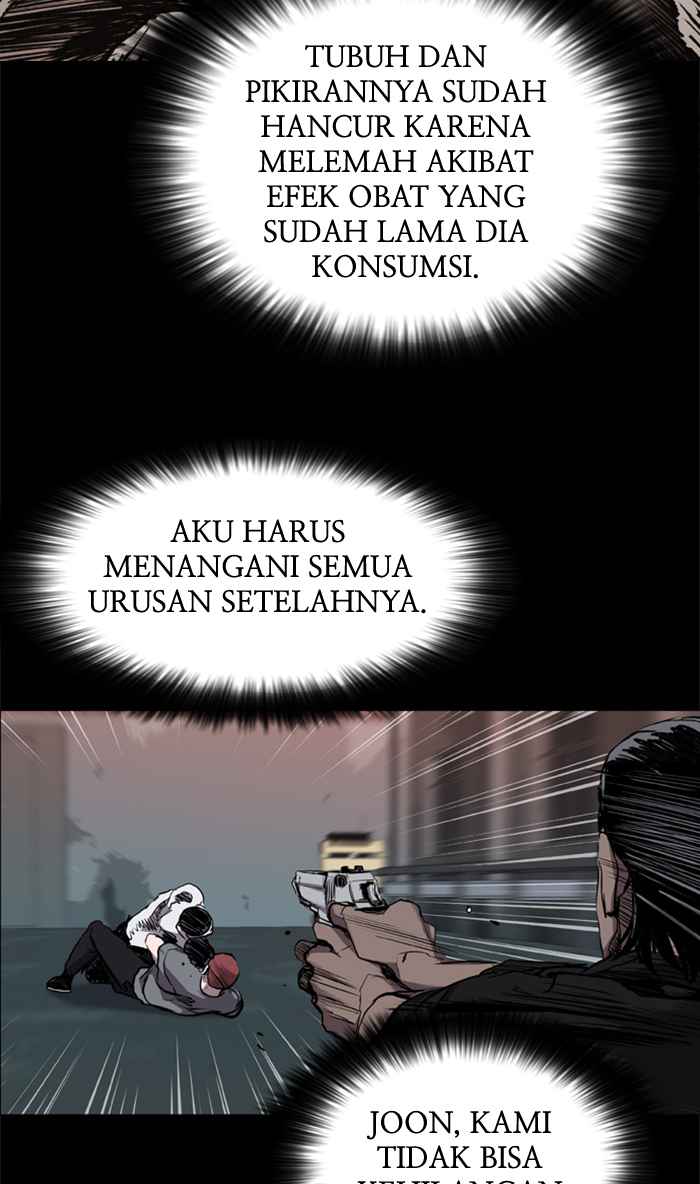 TUBUH DAN
PIKIRANNYA SUDAH
HANCUR KARENA
MELEMAH AKIBAT
EFEK OBAT YANG
SUDAH LAMA DIA
KONSUMSI.
AKU HARUS
MENANGANI SEMUA
URUSAN SETELAHNYA.
JOON, KAMI
TIDAK BISA
KEHILANGAN